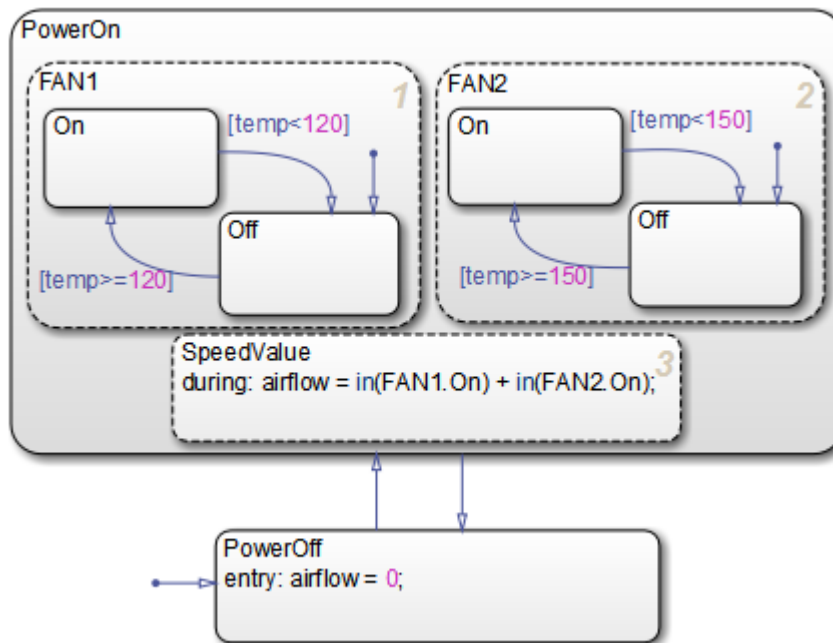 PowerOn
FAN1
1
On
[temp<120]
Off
[temp>=120]
FAN2
2
On
[temp<150]
Off
[temp>=150]
SpeedValue
3
during: airflow = in(FAN1.On) + in(FAN2.On);
PowerOff
entry: airflow = 0;